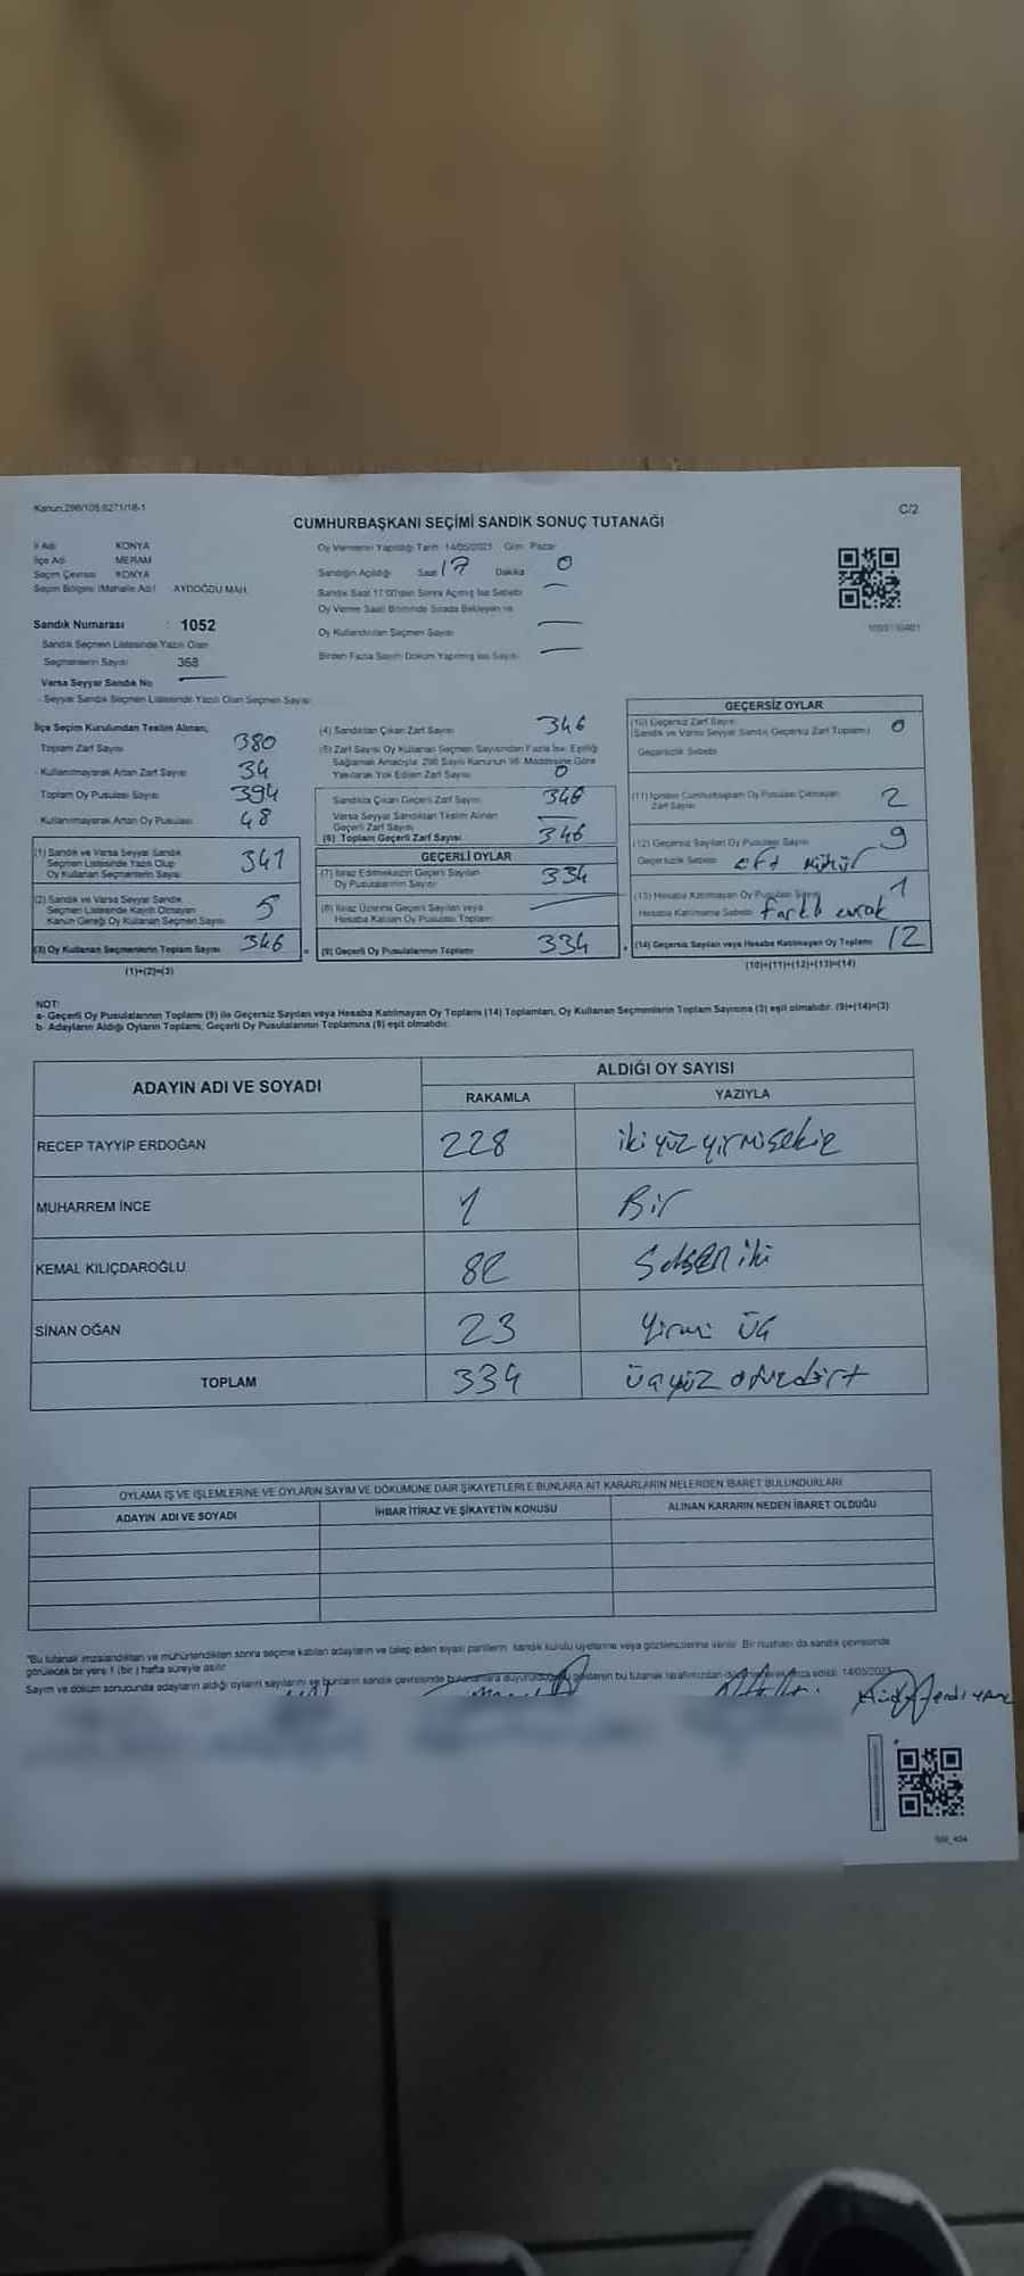 Kanun:298/105,6271/18-1
C/2
CUMHURBAŞKANI SEÇİMİ SANDIK SONUÇ TUTANAĞI
İl Adı KONYA
İlçe Adı MERAM
Seçim Çevresi KONYA
Seçim Bölgesi (Mahalle Adı) AYDOĞDU MAH.
Sandık Numarası : 1052
Sandık Seçmen Listesinde Yazılı Olan
Seçmenlerin Sayısı 368
Varsa Seyyar Sandık No
- Seyyar Sandık Seçmen Listesinde Yazılı Olan Seçmen Sayısı
Oy Vermenin Yapıldığı Tarih 14/05/2023 Gün Pazar
Sandığın Açıldığı Saat 17 Dakika 0
Sandık Saat 17:00'den Sonra Açılmış İse Sebebi
Oy Verme Saati Bitiminde Sırada Bekleyen ve
Oy Kullandırılan Seçmen Sayısı
Birden Fazla Sayım Döküm Yapılmış İse Sayısı
İlçe Seçim Kurulundan Teslim Alınan;
Toplam Zarf Sayısı 380
- Kullanılmayarak Artan Zarf Sayısı 34
Toplam Oy Pusulası Sayısı 394
- Kullanılmayarak Artan Oy Pusulası 48
(1) Sandık ve Varsa Seyyar Sandık
Seçmen Listesinde Yazılı Olup
Oy Kullanan Seçmenlerin Sayısı 341
(2) Sandık ve Varsa Seyyar Sandık
Seçmen Listesinde Kayıtlı Olmayan
Kanun Gereği Oy Kullanan Seçmen Sayısı 5
(3) Oy Kullanan Seçmenlerin Toplam Sayısı 346
(1)+(2)=(3)
(4) Sandıktan Çıkan Zarf Sayısı 346
(5) Zarf Sayısı Oy Kullanan Seçmen Sayısından Fazla İse, Eşitliği
Sağlamak Amacıyla 298 Sayılı Kanunun 98. Maddesine Göre
Yakılarak Yok Edilen Zarf Sayısı 0
Sandıkta Çıkan Geçerli Zarf Sayısı 346
Varsa Seyyar Sandıktan Teslim Alınan
Geçerli Zarf Sayısı
(6) Toplam Geçerli Zarf Sayısı 346
GEÇERLİ OYLAR
(7) İtiraz Edilmeksizin Geçerli Sayılan
Oy Pusulalarının Sayısı 334
(8) İtiraz Üzerine Geçerli Sayılan veya
Hesaba Katılan Oy Pusulası Toplamı
(9) Geçerli Oy Pusulalarının Toplamı 334
GEÇERSİZ OYLAR
(10) Geçersiz Zarf Sayısı 0
(Sandık ve Varsa Seyyar Sandık Geçersiz Zarf Toplamı)
Geçersizlik Sebebi
(11) İçinden Cumhurbaşkanı Oy Pusulası Çıkmayan
Zarf Sayısı 2
(12) Geçersiz Sayılan Oy Pusulası Sayısı 9
Geçersizlik Sebebi çift mühür
(13) Hesaba Katılmayan Oy Pusulası Sayısı 1
Hesaba Katılmama Sebebi farklı evrak
(14) Geçersiz Sayılan veya Hesaba Katılmayan Oy Toplamı 12
(10)+(11)+(12)+(13)=(14)
NOT:
a- Geçerli Oy Pusulalarının Toplamı (9) ile Geçersiz Sayılan veya Hesaba Katılmayan Oy Toplamı (14) Toplamları, Oy Kullanan Seçmenlerin Toplam Sayısına (3) eşit olmalıdır. (9)+(14)=(3)
b- Adayların Aldığı Oyların Toplamı, Geçerli Oy Pusulalarının Toplamına (9) eşit olmalıdır.
ADAYIN ADI VE SOYADI
ALDIĞI OY SAYISI
RAKAMLA YAZIYLA
RECEP TAYYİP ERDOĞAN 228 iki yüz yirmi sekiz
MUHARREM İNCE 1 Bir
KEMAL KILIÇDAROĞLU 82 Seksen iki
SİNAN OĞAN 23 Yirmi üç
TOPLAM 334 üçyüz otuzdört
OYLAMA İŞ VE İŞLEMLERİNE VE OYLARIN SAYIM VE DÖKÜMÜNE DAİR ŞİKAYETLERLE BUNLARA AİT KARARLARIN NELERDEN İBARET BULUNDUKLARI
ADAYIN ADI VE SOYADI
İHBAR İTİRAZ VE ŞİKAYETİN KONUSU
ALINAN KARARIN NEDEN İBARET OLDUĞU
*Bu tutanak imzalandıktan ve mühürlendikten sonra seçime katılan adayların ve talep eden siyasi partilerin, sandık kurulu üyelerine veya gözlemcilerine verilir. Bir nüshası da sandık çevresinde
görülecek bir yere 1 (bir) hafta süreyle asılır.
Sayım ve döküm sonucunda adayların aldığı oyların sayılarını ve bunların sandık çevresinde bulunanlara duyurulduğunu gösteren bu tutanak tarafımızdan imza edildi. 14/05/2023